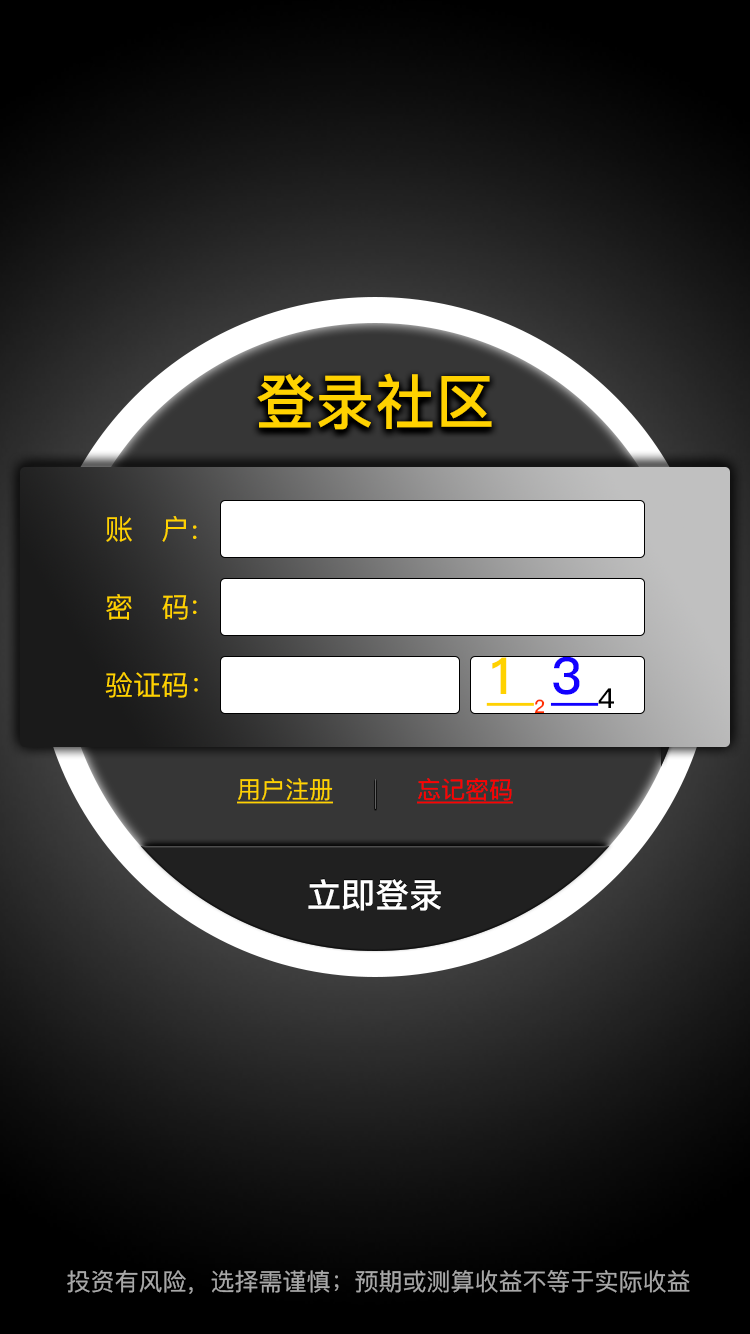 登录社区
账 户：
密 码：
验证码： 1 2 3 4
用户注册 忘记密码
立即登录
投资有风险，选择需谨慎；预期或测算收益不等于实际收益